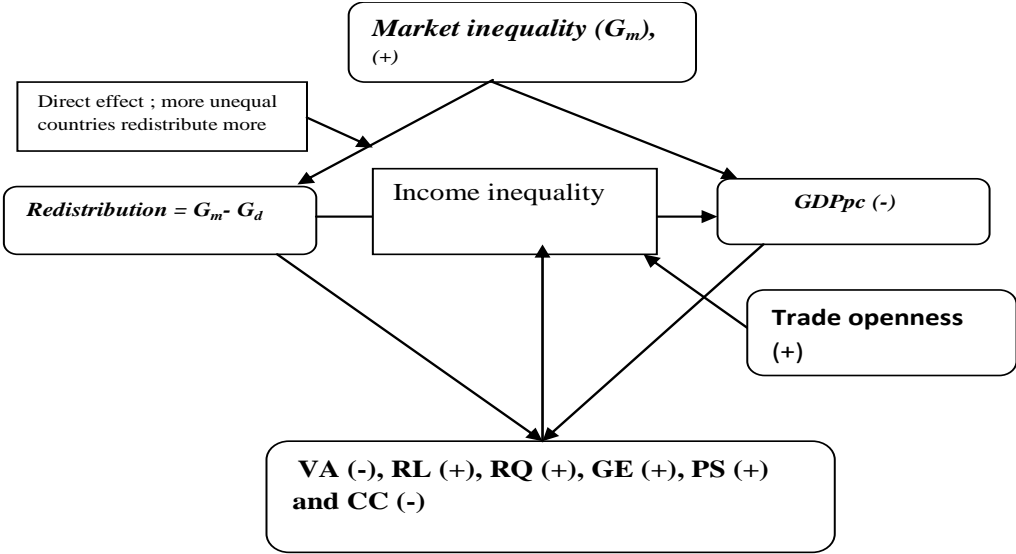 Market inequality (Gm),
(+)
Direct effect ; more unequal
countries redistribute more
Income inequality
Redistribution = Gm- Gd
GDPpc (-)
Trade openness
(+)
VA (-), RL (+), RQ (+), GE (+), PS (+)
and CC (-)